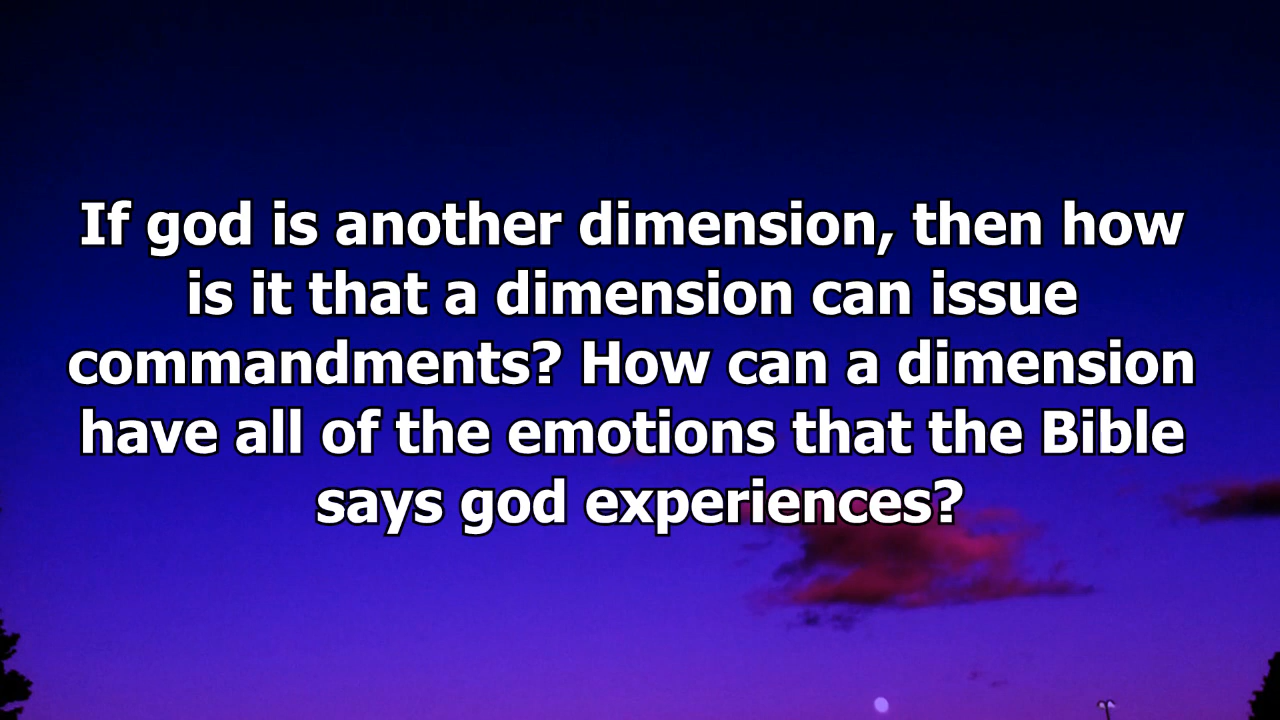 If god is another dimension, then how
is it that a dimension can issue
commandments? How can a dimension
have all of the emotions that the Bible
says god experiences?